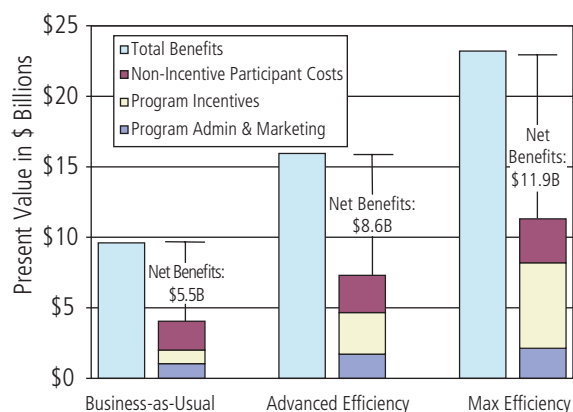 Present Value in $ Billions
$25
$20
$15
$10
$5
$0
Total Benefits
Non-Incentive Participant Costs
Program Incentives
Program Admin & Marketing
Net Benefits:
$5.5B
Net Benefits:
$8.6B
Net
Benefits:
$11.9B
Business-as-Usual
Advanced Efficiency
Max Efficiency